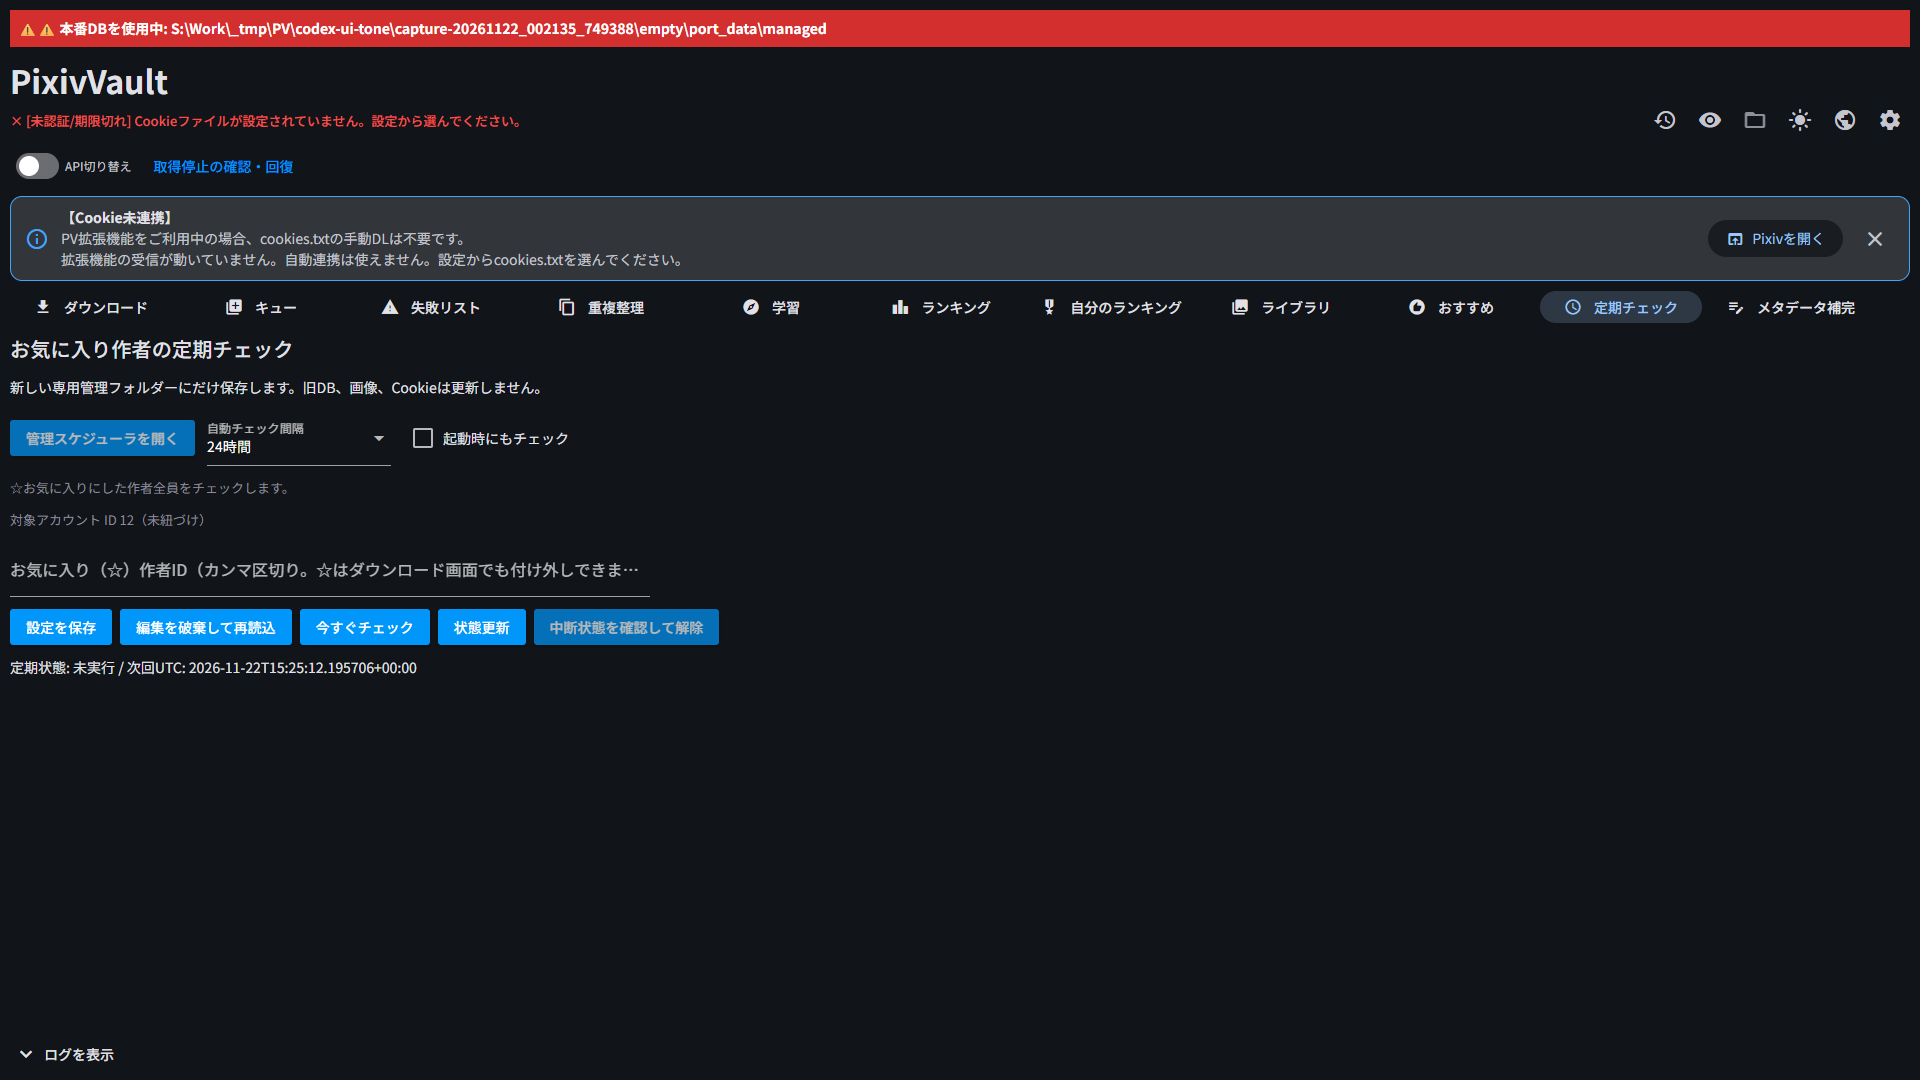 ⚠⚠ 本番DBを使用中: S:\Work\_tmp\PV\codex-ui-tone\capture-20261122_002135_749388\empty\port_data\managed
PixivVault
✕ [未認証/期限切れ] Cookieファイルが設定されていません。設定から選んでください。
API切り替え 取得停止の確認・回復
【Cookie未連携】
PV拡張機能をご利用中の場合、cookies.txtの手動DLは不要です。
拡張機能の受信が動いていません。自動連携は使えません。設定からcookies.txtを選んでください。
Pixivを開く
ダウンロード キュー 失敗リスト 重複整理 学習 ランキング 自分のランキング ライブラリ おすすめ 定期チェック メタデータ補完
お気に入り作者の定期チェック
新しい専用管理フォルダーにだけ保存します。旧DB、画像、Cookieは更新しません。
管理スケジューラを開く
自動チェック間隔
24時間
起動時にもチェック
☆お気に入りにした作者全員をチェックします。
対象アカウント ID 12（未紐づけ）
お気に入り（☆）作者ID（カンマ区切り。☆はダウンロード画面でも付け外しできま…
設定を保存 編集を破棄して再読込 今すぐチェック 状態更新 中断状態を確認して解除
定期状態: 未実行 / 次回UTC: 2026-11-22T15:25:12.195706+00:00
ログを表示